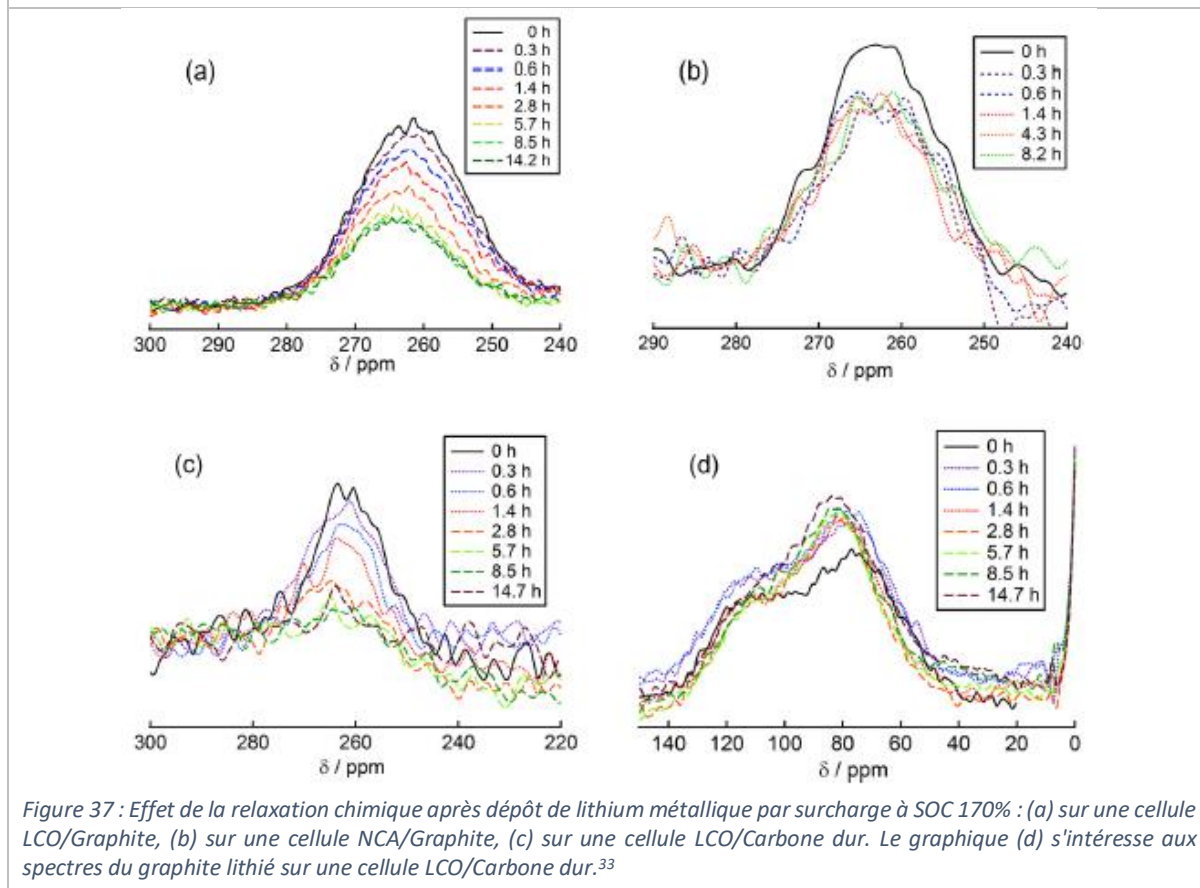 (a)
0 h
0.3 h
0.6 h
1.4 h
2.8 h
5.7 h
8.5 h
14.2 h
300 290 280 270 260 250 240
δ / ppm
(b)
0 h
0.3 h
0.6 h
1.4 h
4.3 h
8.2 h
290 280 270 260 250 240
δ / ppm
(c)
0 h
0.3 h
0.6 h
1.4 h
2.8 h
5.7 h
8.5 h
14.7 h
300 280 260 240 220
δ / ppm
(d)
0 h
0.3 h
0.6 h
1.4 h
2.8 h
5.7 h
8.5 h
14.7 h
140 120 100 80 60 40 20 0
δ / ppm
Figure 37 : Effet de la relaxation chimique après dépôt de lithium métallique par surcharge à SOC 170% : (a) sur une cellule
LCO/Graphite, (b) sur une cellule NCA/Graphite, (c) sur une cellule LCO/Carbone dur. Le graphique (d) s'intéresse aux
spectres du graphite lithié sur une cellule LCO/Carbone dur.³³